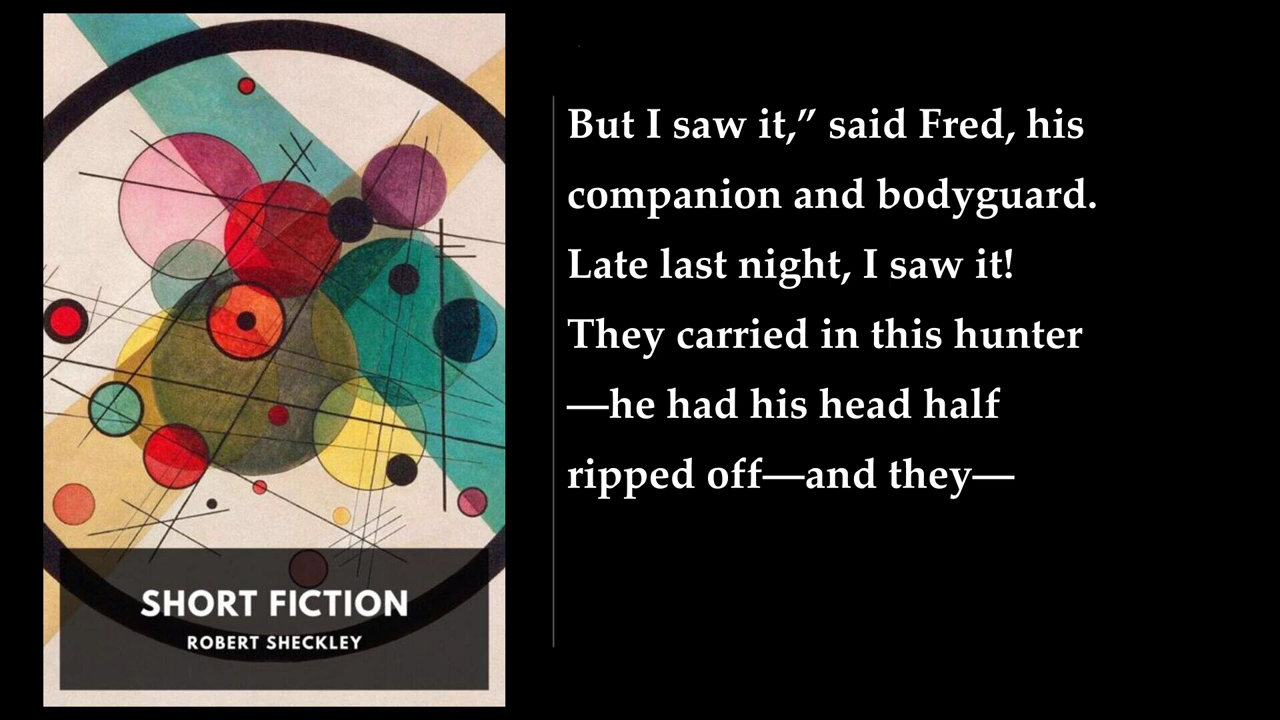 SHORT FICTION
ROBERT SHECKLEY
But I saw it,” said Fred, his
companion and bodyguard.
Late last night, I saw it!
They carried in this hunter
—he had his head half
ripped off—and they—